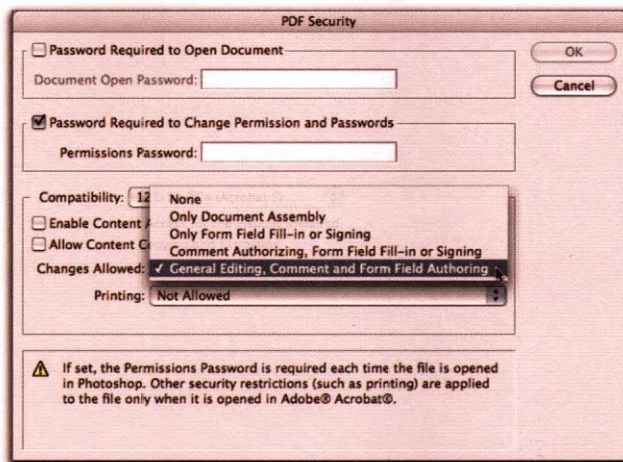 PDF Security
Password Required to Open Document
OK
Document Open Password:
Cancel
Password Required to Change Permission and Passwords
Permissions Password:
Compatibility: 12
None
Only Document Assembly
Enable Content
Only Form Field Fill-in or Signing
Allow Content
Comment Authorizing, Form Field Fill-in or Signing
Changes Allowed: ✓ General Editing, Comment and Form Field Authoring
Printing: Not Allowed
If set, the Permissions Password is required each time the file is opened
in Photoshop. Other security restrictions (such as printing) are applied
to the file only when it is opened in Adobe® Acrobat®.